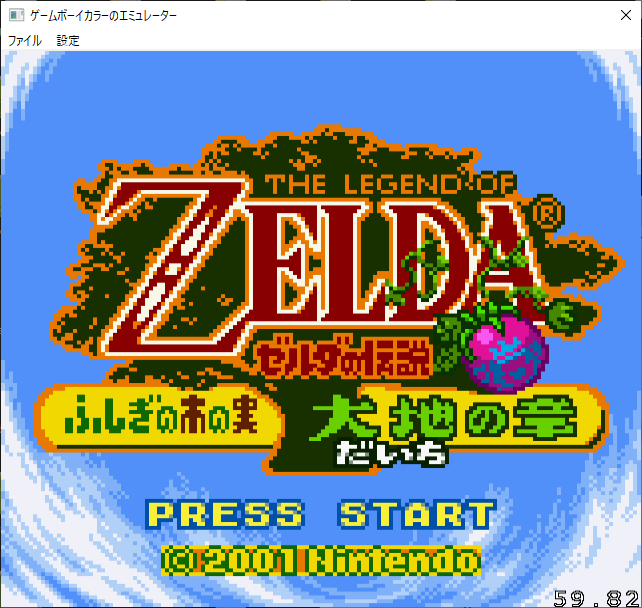 ゲームボーイカラーのエミュレーター
ファイル 設定
THE LEGEND OF
ZELDA®
ゼルダの伝説
ふしぎの木の実 大地の章
だいち
PRESS START
© 2001 Nintendo
59.82